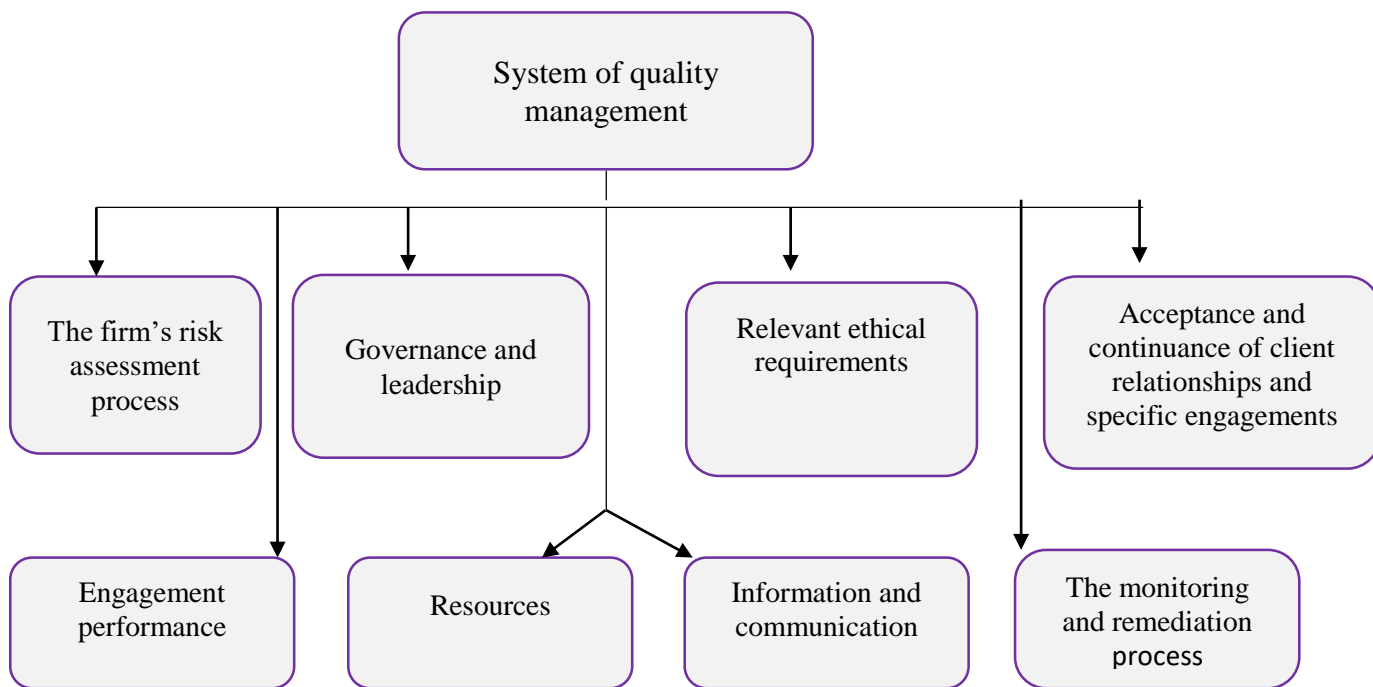 System of quality
management
The firm’s risk
assessment
process
Governance and
leadership
Relevant ethical
requirements
Acceptance and
continuance of client
relationships and
specific engagements
Engagement
performance
Resources
Information and
communication
The monitoring
and remediation
process